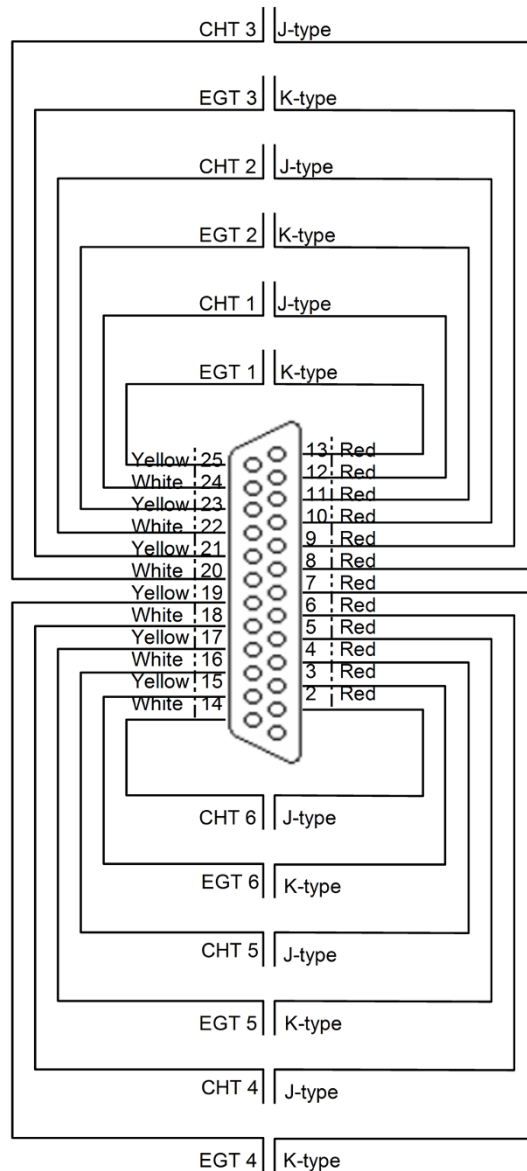 CHT 3 J-type
EGT 3 K-type
CHT 2 J-type
EGT 2 K-type
CHT 1 J-type
EGT 1 K-type
13 Red
Yellow 25
12 Red
White 24
11 Red
Yellow 23
10 Red
White 22
9 Red
Yellow 21
8 Red
White 20
7 Red
Yellow 19
6 Red
White 18
5 Red
Yellow 17
4 Red
White 16
3 Red
Yellow 15
2 Red
White 14
CHT 6 J-type
EGT 6 K-type
CHT 5 J-type
EGT 5 K-type
CHT 4 J-type
EGT 4 K-type